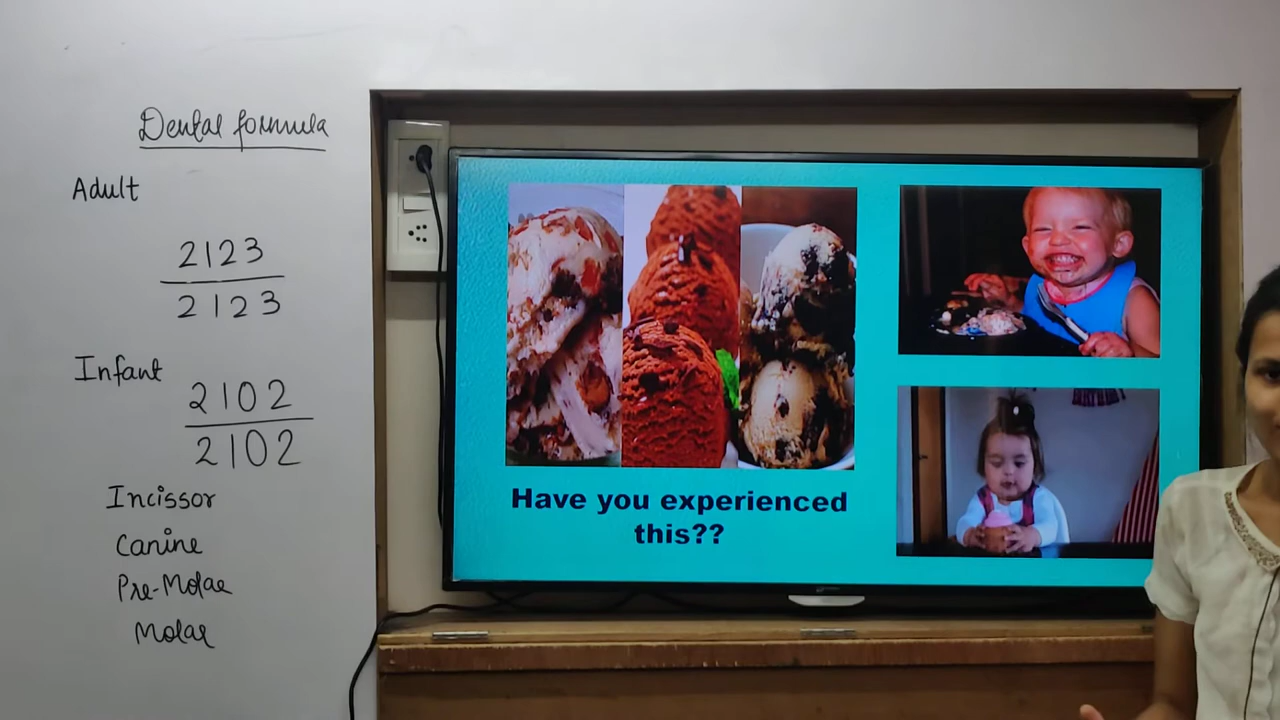 Dental formula
Adult
2123
2123
Infant
2102
2102
Incissor
Canine
Pre-Molar
Molar
Have you experienced
this??